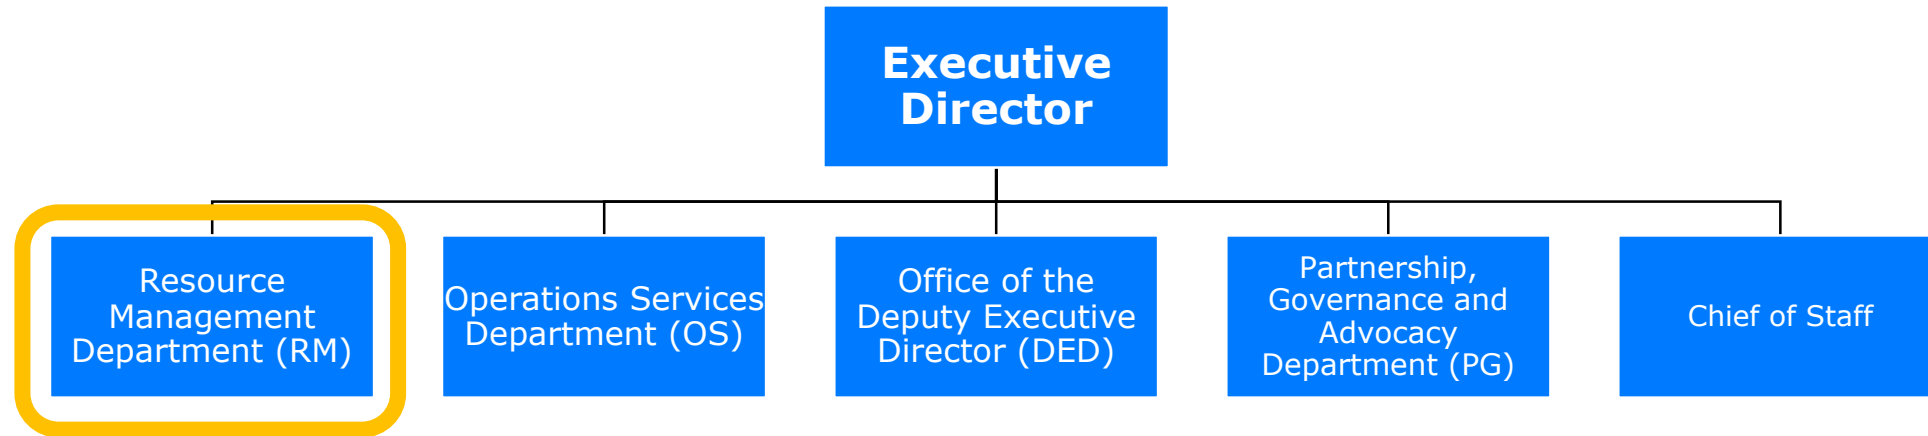 Executive
Director
Resource
Management
Department (RM)
Operations Services
Department (OS)
Office of the
Deputy Executive
Director (DED)
Partnership,
Governance and
Advocacy
Department (PG)
Chief of Staff